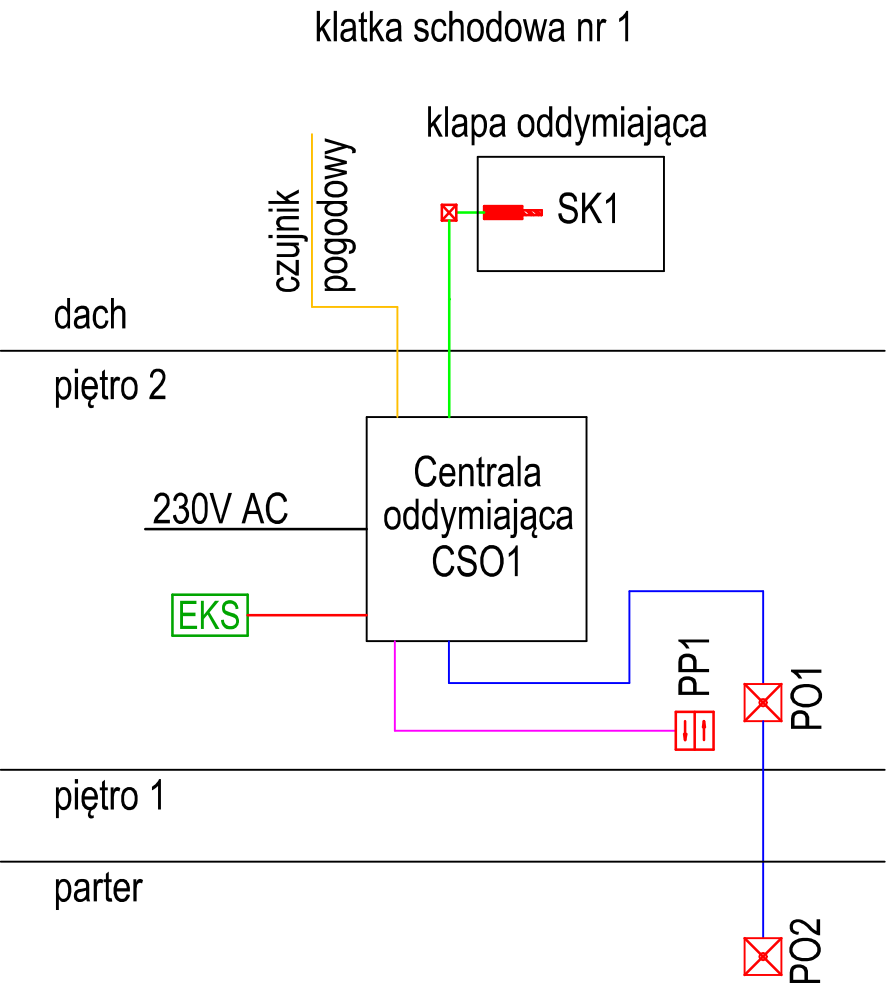 klatka schodowa nr 1
klapa oddymiająca
czujnik
pogodowy
SK1
dach
piętro 2
Centrala
oddymiająca
CSO1
230V AC
EKS
PP1
PO1
piętro 1
parter
PO2